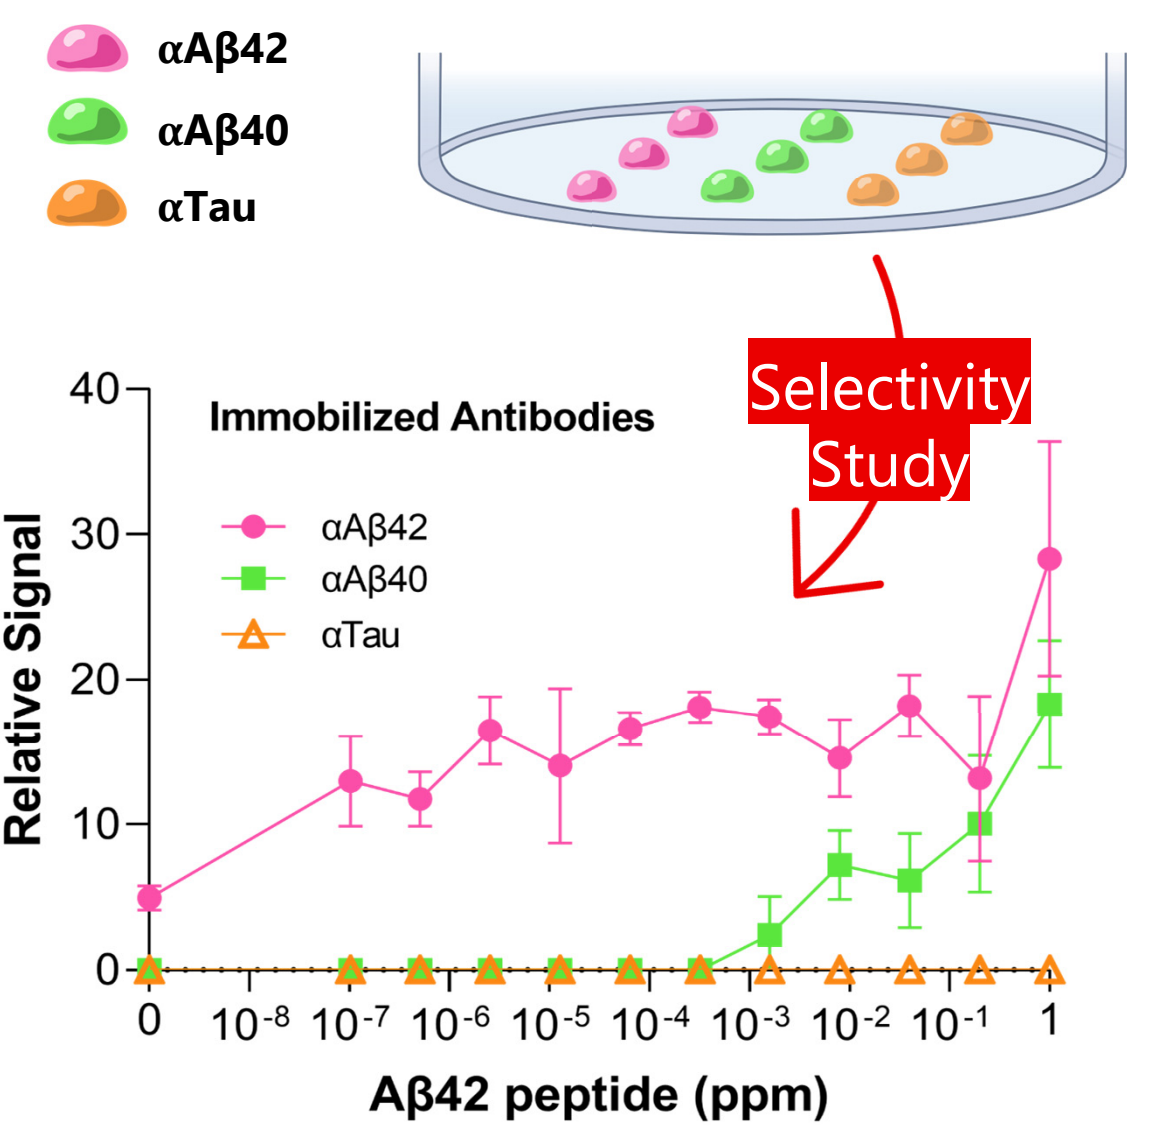 αAβ42
αAβ40
αTau
Selectivity
Study
Immobilized Antibodies
αAβ42
αAβ40
αTau
Relative Signal
40
30
20
10
0
0 10⁻⁸ 10⁻⁷ 10⁻⁶ 10⁻⁵ 10⁻⁴ 10⁻³ 10⁻² 10⁻¹ 1
Aβ42 peptide (ppm)